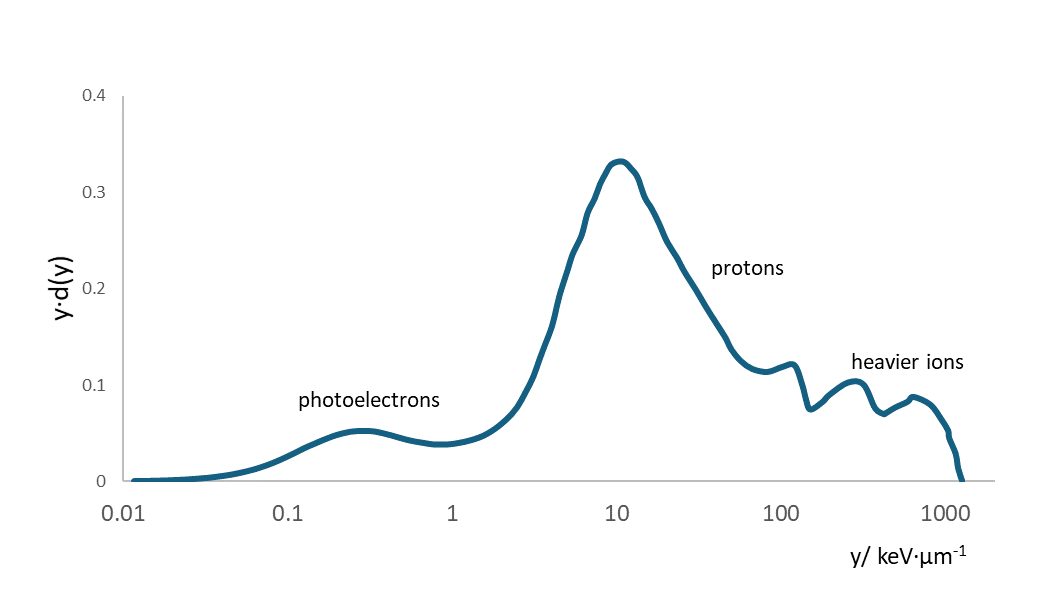 0.4
0.3
y·d(y)
0.2
0.1
0
protons
heavier ions
photoelectrons
0.01 0.1 1 10 100 1000
y/ keV·μm-1